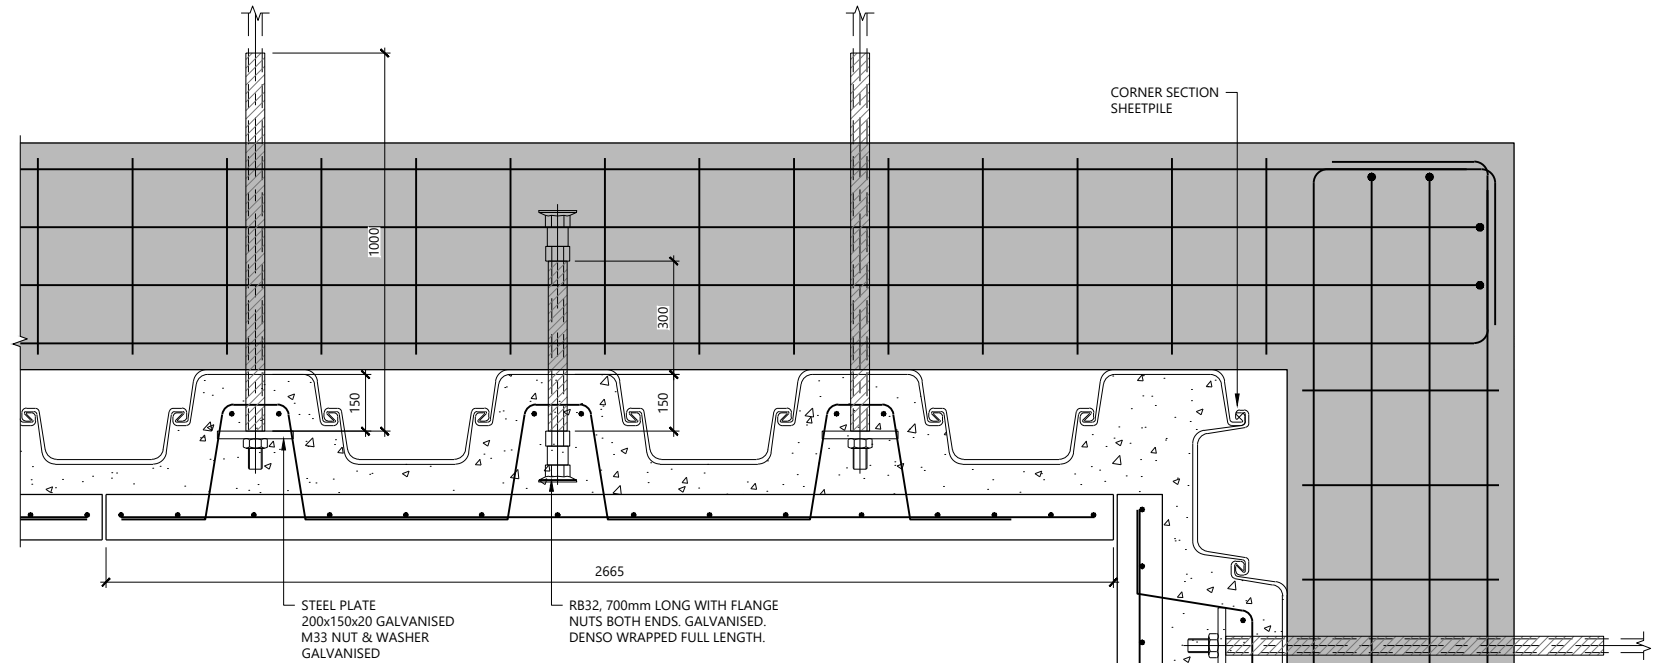 CORNER SECTION
SHEETPILE
1000
300
150
150
2665
STEEL PLATE
200x150x20 GALVANISED
M33 NUT & WASHER
GALVANISED
RB32, 700mm LONG WITH FLANGE
NUTS BOTH ENDS. GALVANISED.
DENSO WRAPPED FULL LENGTH.